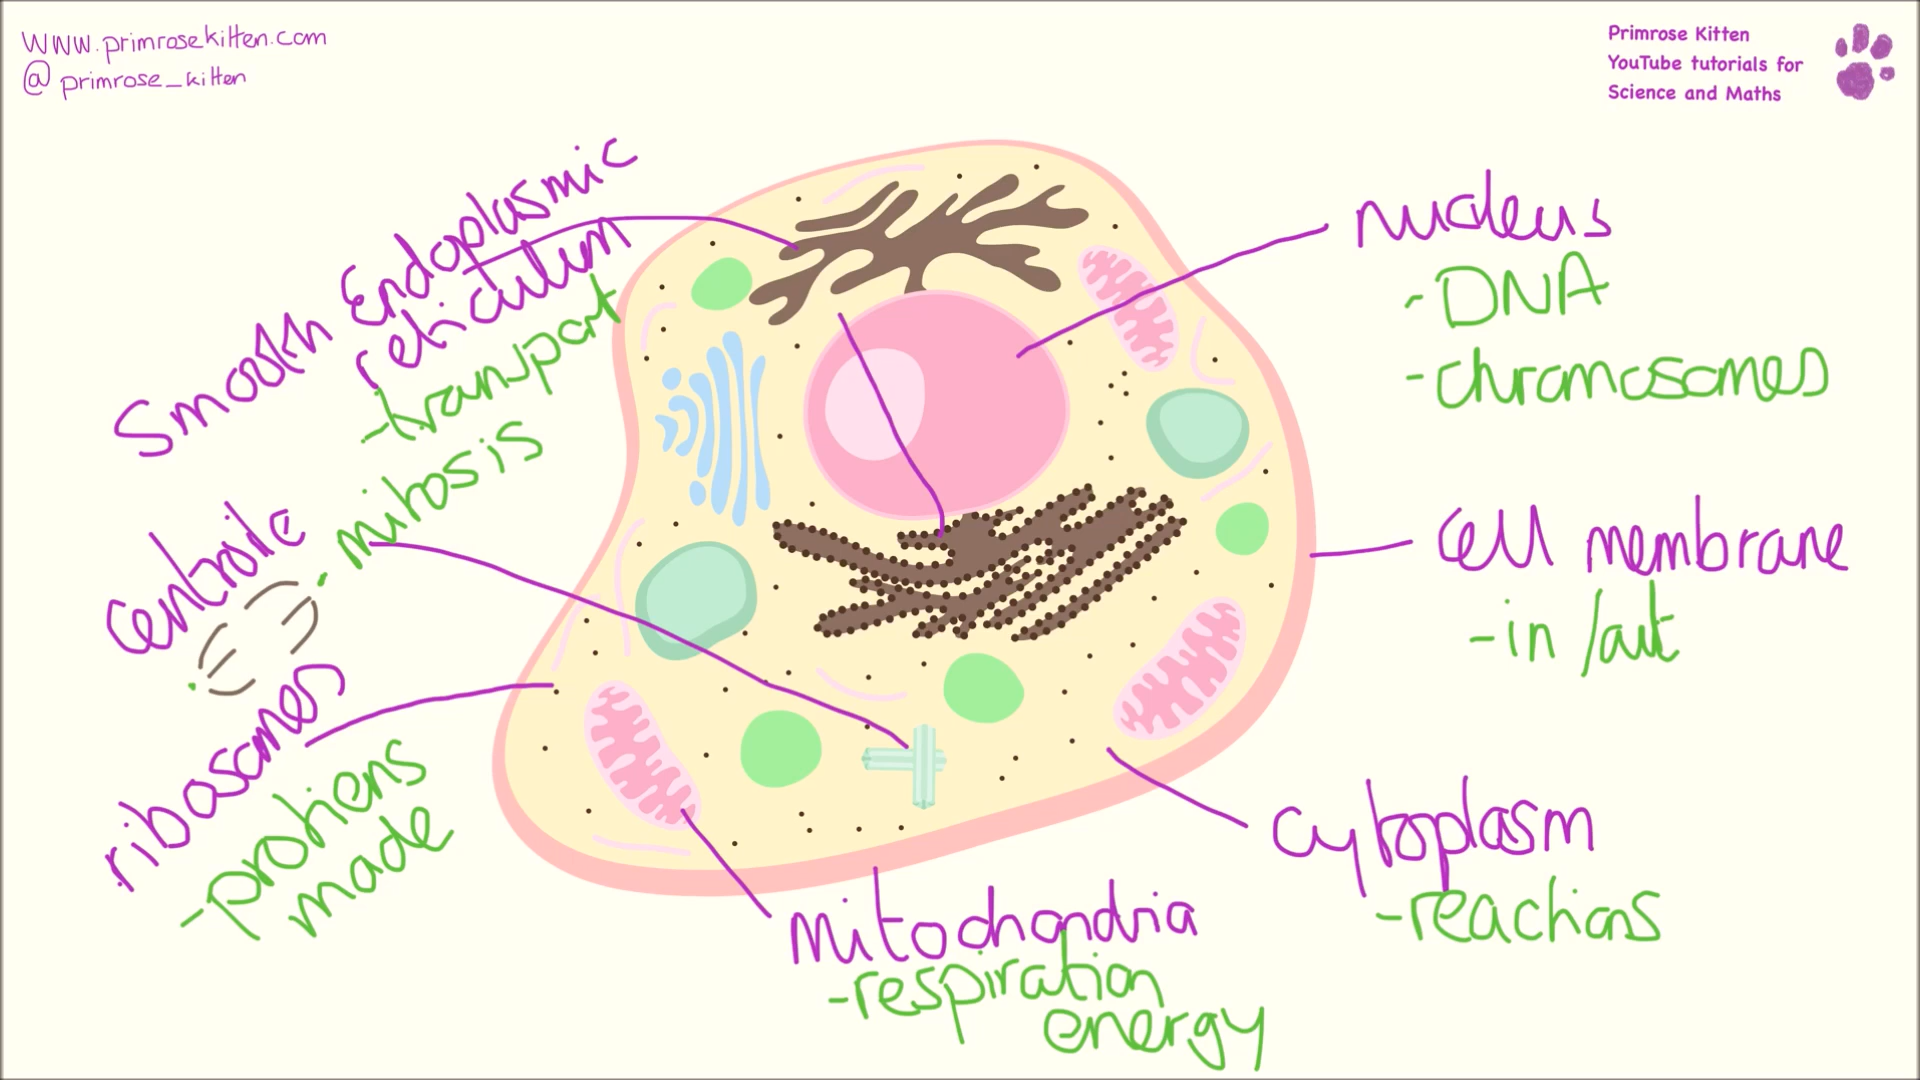 www.primrosekitten.com
@primrose_kitten
Primrose Kitten
YouTube tutorials for
Science and Maths
Smooth Endoplasmic
reticulum
-transport
nucleus
-DNA
-chromosomes
centriole
- mitosis
cell membrane
-in/out
ribosomes
-protiens
made
cytoplasm
-reactions
mitochondria
-respiration
energy